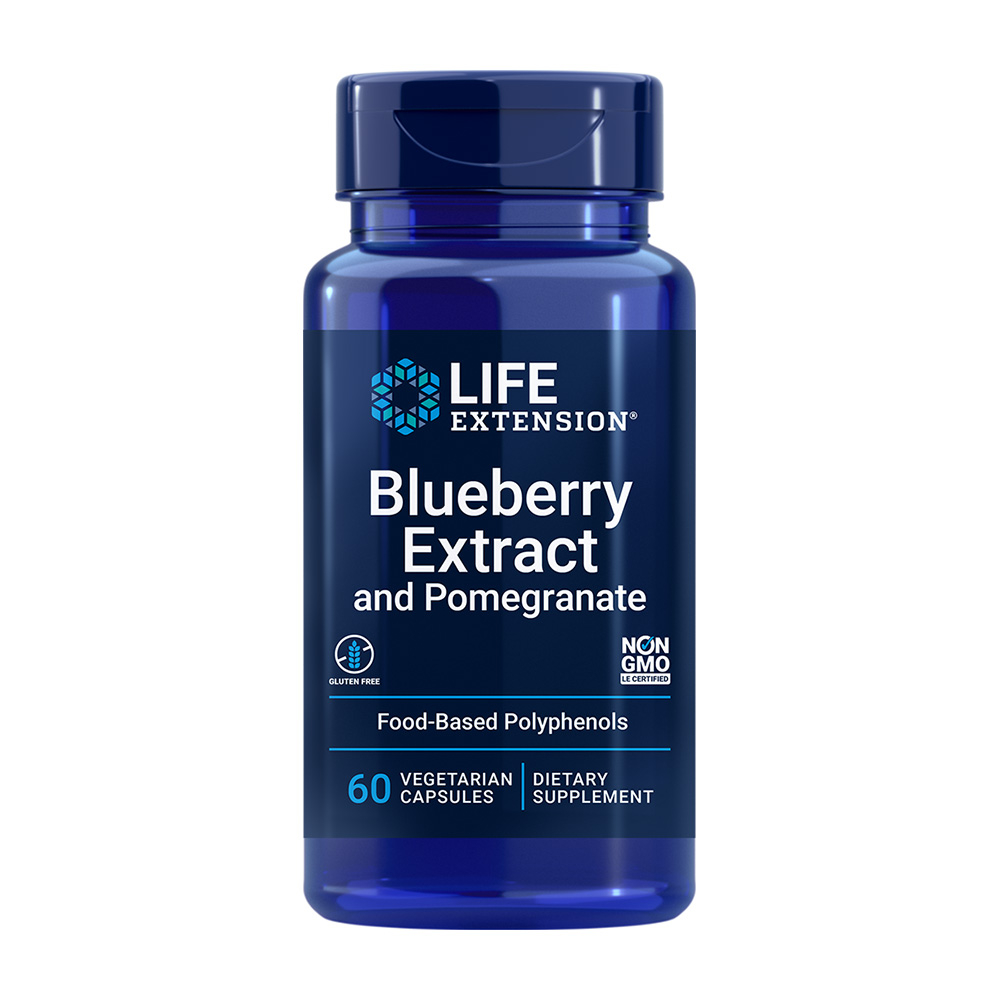 LIFE
EXTENSION®
Blueberry
Extract
and Pomegranate
GLUTEN FREE
NON
GMO
LE CERTIFIED
Food-Based Polyphenols
60 VEGETARIAN CAPSULES
DIETARY SUPPLEMENT